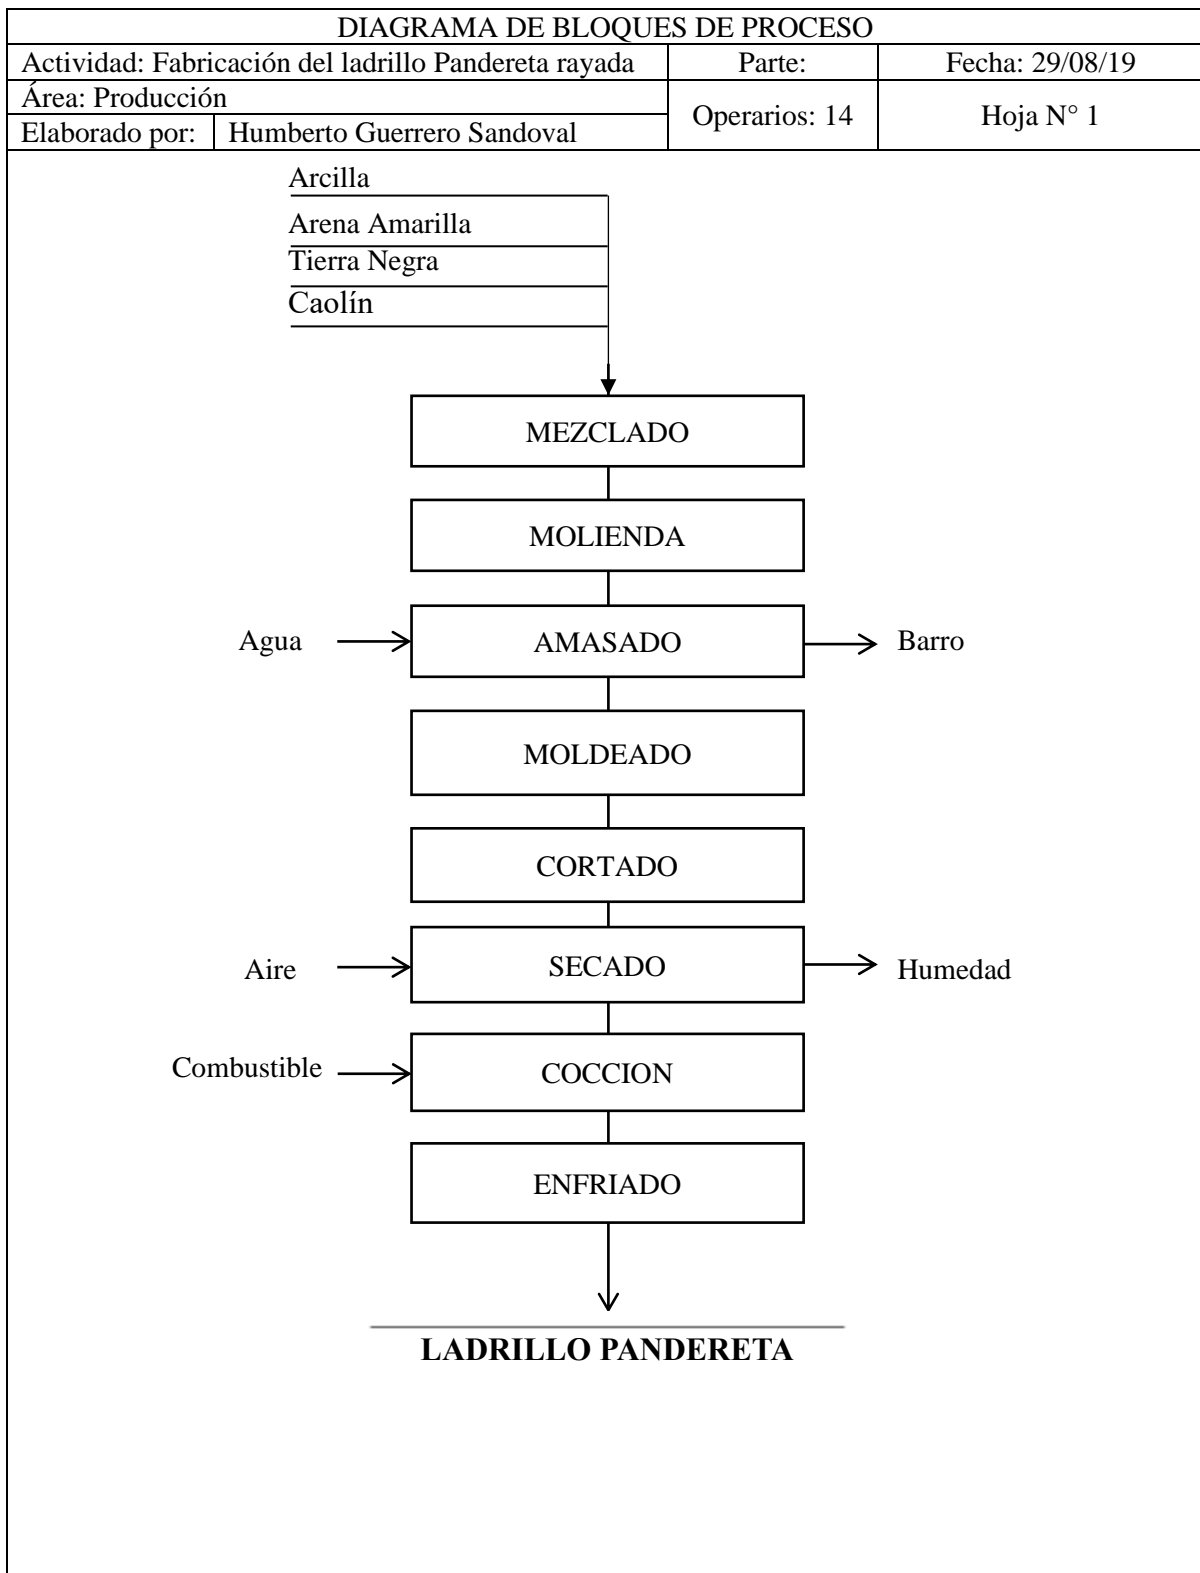 DIAGRAMA DE BLOQUES DE PROCESO
Actividad: Fabricación del ladrillo Pandereta rayada
Parte:
Fecha: 29/08/19
Área: Producción
Operarios: 14
Hoja N° 1
Elaborado por:
Humberto Guerrero Sandoval
Arcilla
Arena Amarilla
Tierra Negra
Caolín
MEZCLADO
MOLIENDA
Agua
AMASADO
Barro
MOLDEADO
CORTADO
Aire
SECADO
Humedad
Combustible
COCCION
ENFRIADO
LADRILLO PANDERETA